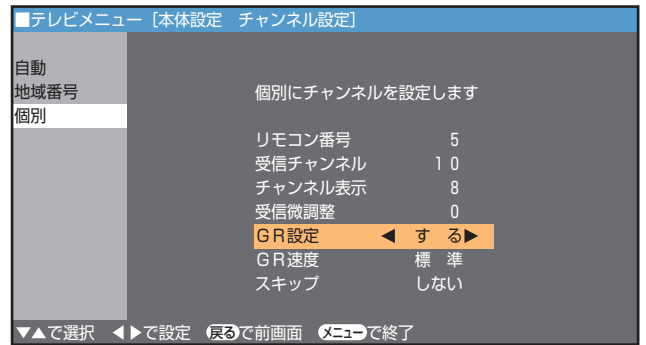 ■テレビメニュー [本体設定　チャンネル設定]
自動
地域番号
個別
個別にチャンネルを設定します
リモコン番号　5
受信チャンネル　１０
チャンネル表示　8
受信微調整　0
ＧＲ設定　◀　す　る▶
ＧＲ速度　標　準
スキップ　しない
▼▲で選択　◀▶で設定　戻るで前画面　メニューで終了